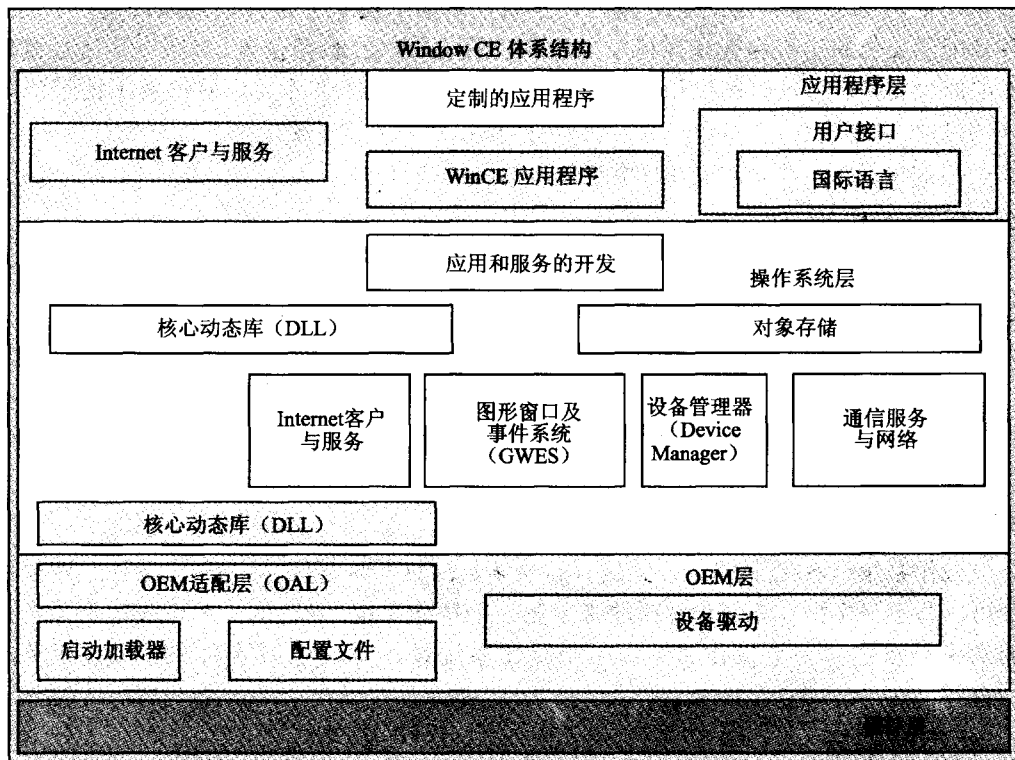 Window CE 体系结构
定制的应用程序
应用程序层
Internet 客户与服务
用户接口
WinCE 应用程序
国际语言
应用和服务的开发
操作系统层
核心动态库（DLL）
对象存储
Internet客户
与服务
图形窗口及
事件系统
（GWES）
设备管理器
（Device
Manager）
通信服务
与网络
核心动态库（DLL）
OEM适配层（OAL）
OEM层
设备驱动
启动加载器
配置文件